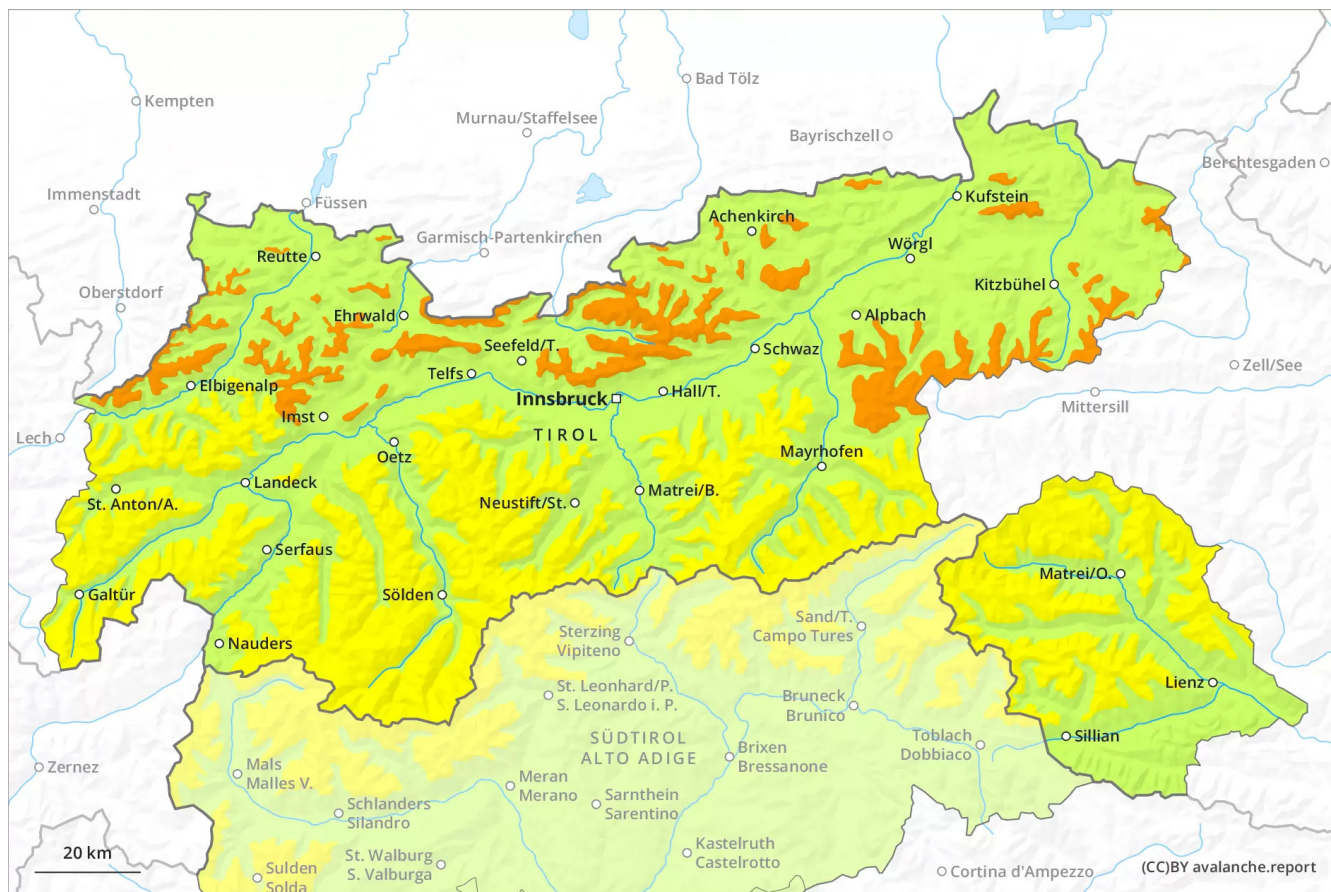 Kempten
Bad Tölz
Murnau/Staffelsee
Bayrischzell
Berchtesgaden
Immenstadt
Füssen
Kufstein
Achenkirch
Garmisch-Partenkirchen
Wörgl
Reutte
Oberstdorf
Kitzbühel
Ehrwald
Alpbach
Seefeld/T.
Schwaz
Zell/See
Telfs
Elbigenalp
Innsbruck
Hall/T.
Mittersill
Imst
Lech
TIROL
Oetz
Mayrhofen
Landeck
St. Anton/A.
Neustift/St.
Matrei/B.
Serfaus
Matrei/O.
Galtür
Sölden
Sand/T.
Campo Tures
Sterzing
Vipiteno
Nauders
Lienz
St. Leonhard/P.
S. Leonardo i. P.
Bruneck
Brunico
SÜDTIROL
ALTO ADIGE
Sillian
Toblach
Dobbiaco
Brixen
Bressanone
Zernez
Mals
Malles V.
Meran
Merano
Sarnthein
Sarentino
Schlanders
Silandro
Kastelruth
Castelrotto
20 km
St. Walburg
S. Valburga
Sulden
Solda
Cortina d'Ampezzo
(CC)BY avalanche.report